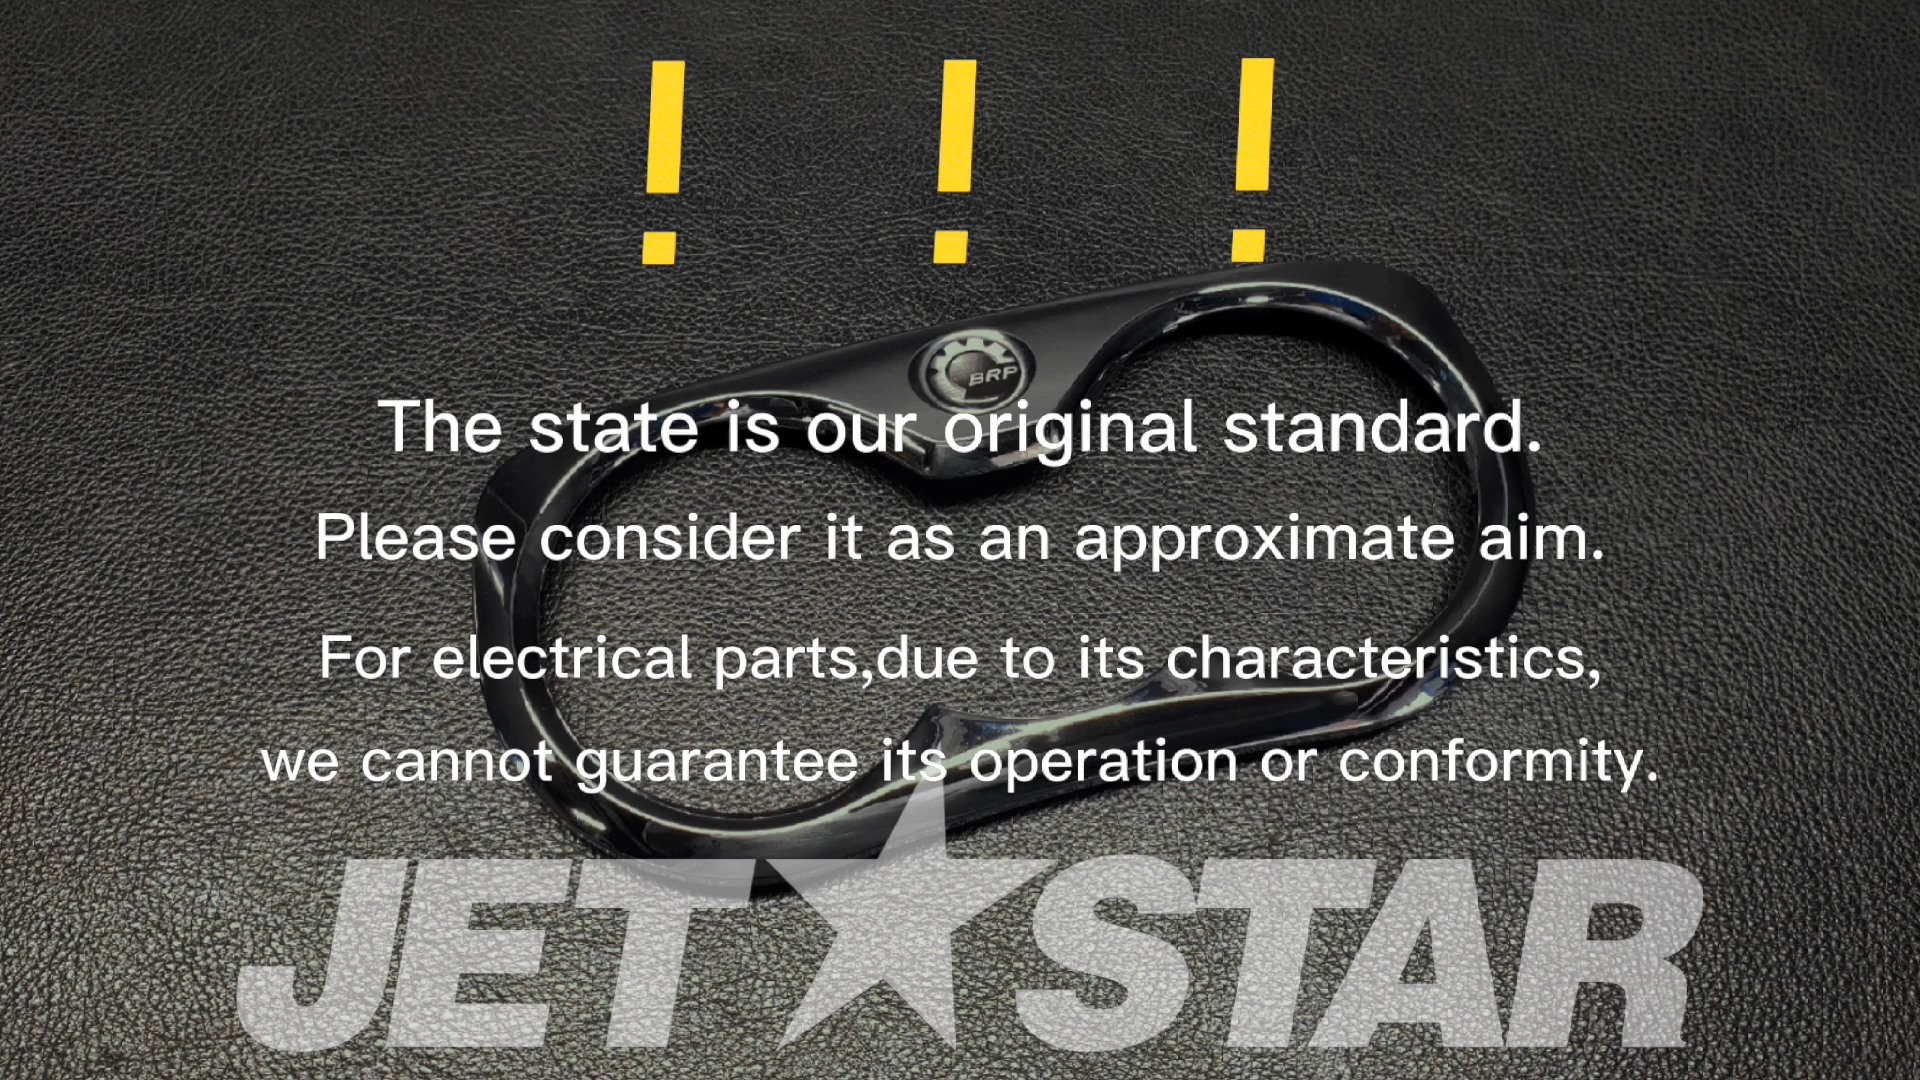 ! ! !
BRP
The state is our original standard.
Please consider it as an approximate aim.
For electrical parts,due to its characteristics,
we cannot guarantee its operation or conformity.
JET★STAR